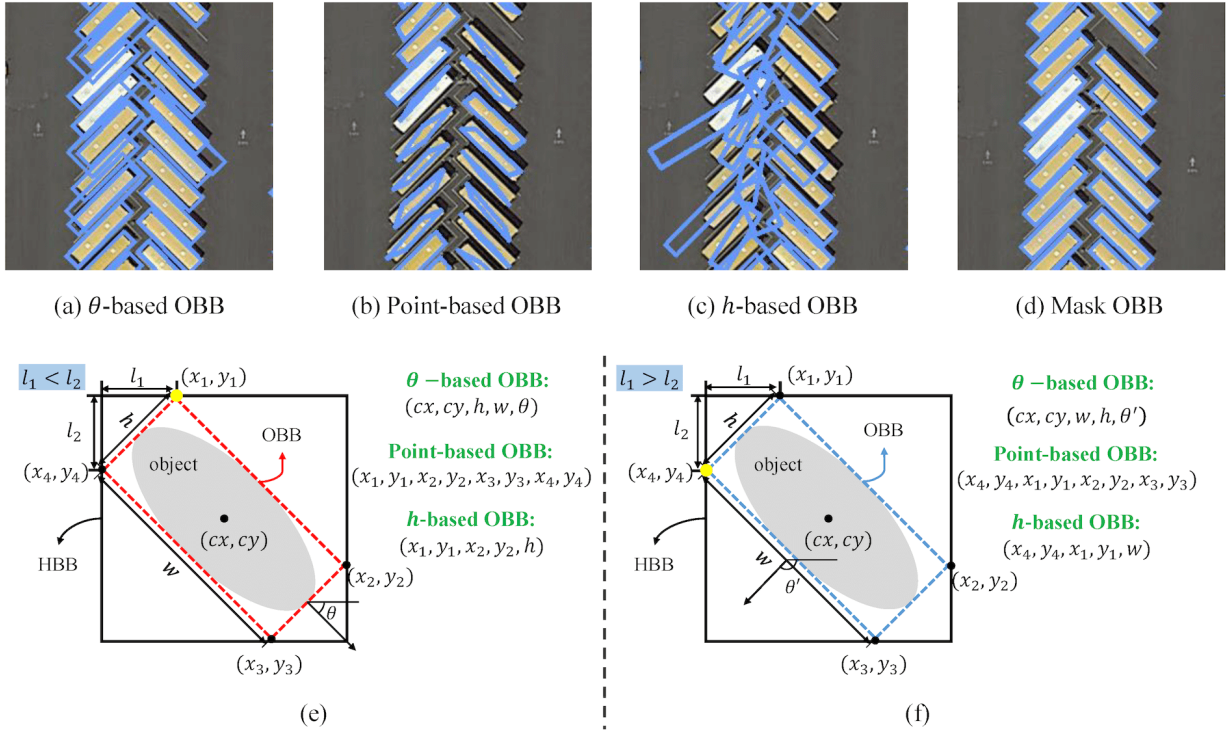 (a) θ-based OBB
(b) Point-based OBB
(c) h-based OBB
(d) Mask OBB
l₁ < l₂
l₁
(x₁, y₁)
l₂
h
OBB
object
(x₄, y₄)
(cx, cy)
HBB
w
(x₂, y₂)
θ
(x₃, y₃)
θ −based OBB:
(cx, cy, h, w, θ)
Point-based OBB:
(x₁, y₁, x₂, y₂, x₃, y₃, x₄, y₄)
h-based OBB:
(x₁, y₁, x₂, y₂, h)
(e)
l₁ > l₂
l₁
(x₁, y₁)
l₂
h
OBB
object
(x₄, y₄)
(cx, cy)
HBB
w
θ′
(x₂, y₂)
(x₃, y₃)
θ −based OBB:
(cx, cy, w, h, θ′)
Point-based OBB:
(x₄, y₄, x₁, y₁, x₂, y₂, x₃, y₃)
h-based OBB:
(x₄, y₄, x₁, y₁, w)
(f)